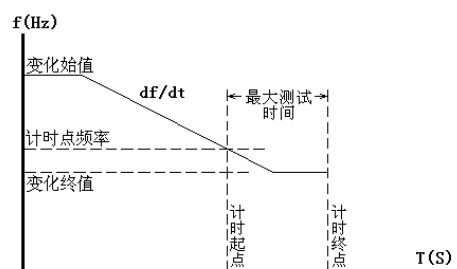 f(Hz)
变化始值
df/dt
最大测试
时间
计时点频率
变化终值
计时起点
计时终点
T(S)